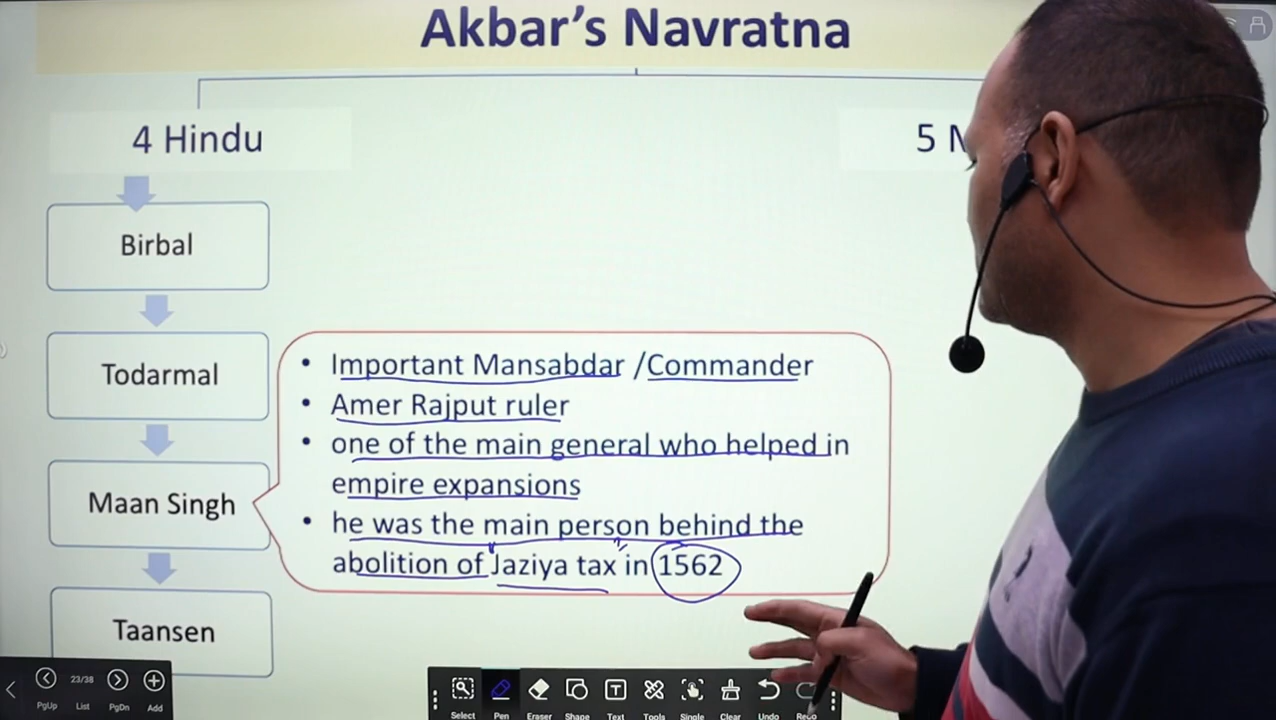 Akbar's Navratna
4 Hindu
5
Birbal
Todarmal
Maan Singh
Taansen
• Important Mansabdar /Commander
• Amer Rajput ruler
• one of the main general who helped in
empire expansions
• he was the main person behind the
abolition of "Jaziya tax" in 1562
PgUp
23/38
List
PgDn
Add
Select
Pen
Eraser
Shape
Text
Tools
Single
Clear
Undo
Redo